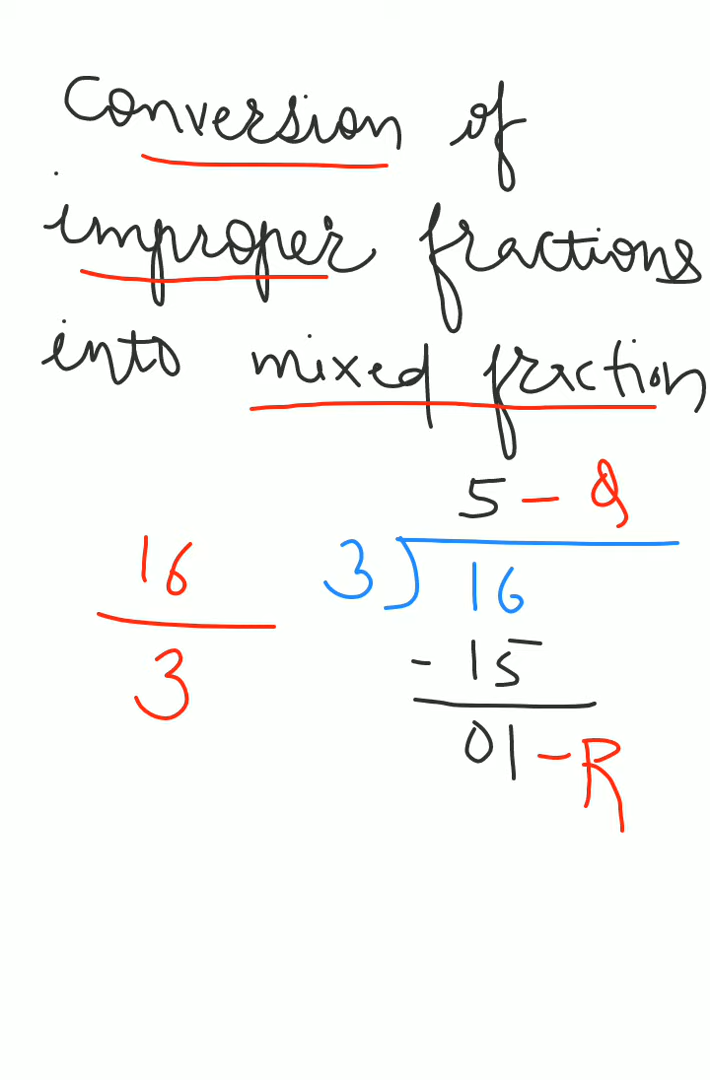 Conversion of
improper fractions
into mixed fraction
5 - Q
16
3
3 ) 16
- 15
01 - R